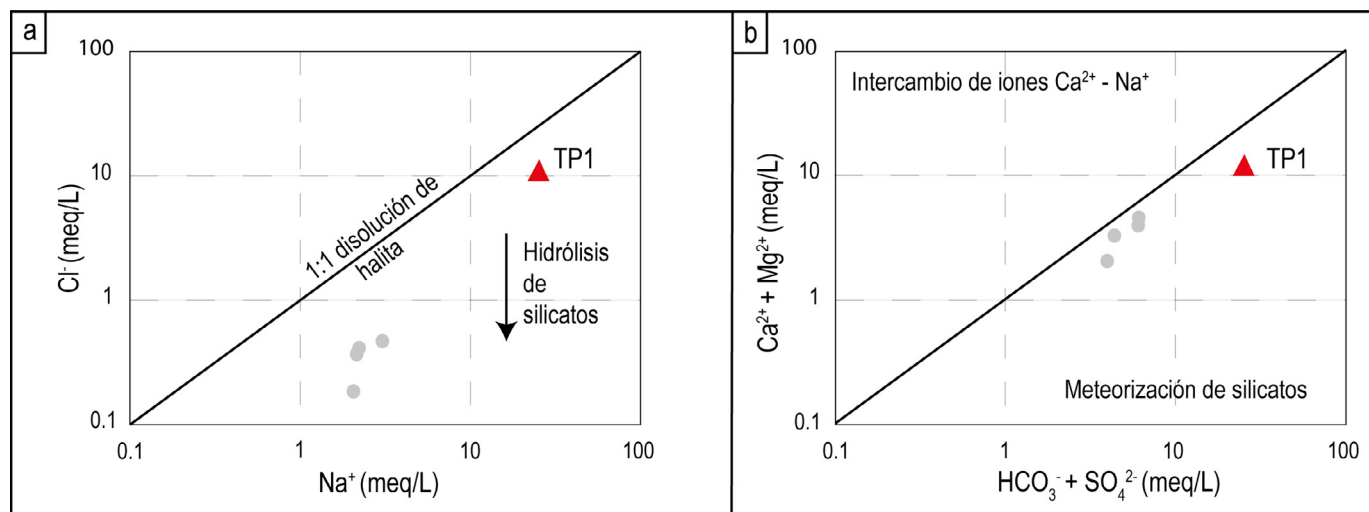 a
100
10
1
0.1
Cl⁻ (meq/L)
0.1
1
10
100
Na⁺ (meq/L)
1:1 disolución de
halita
TP1
Hidrólisis
de
silicatos
b
100
10
1
0.1
Ca²⁺ + Mg²⁺ (meq/L)
0.1
1
10
100
HCO₃⁻ + SO₄²⁻ (meq/L)
Intercambio de iones Ca²⁺ - Na⁺
TP1
Meteorización de silicatos